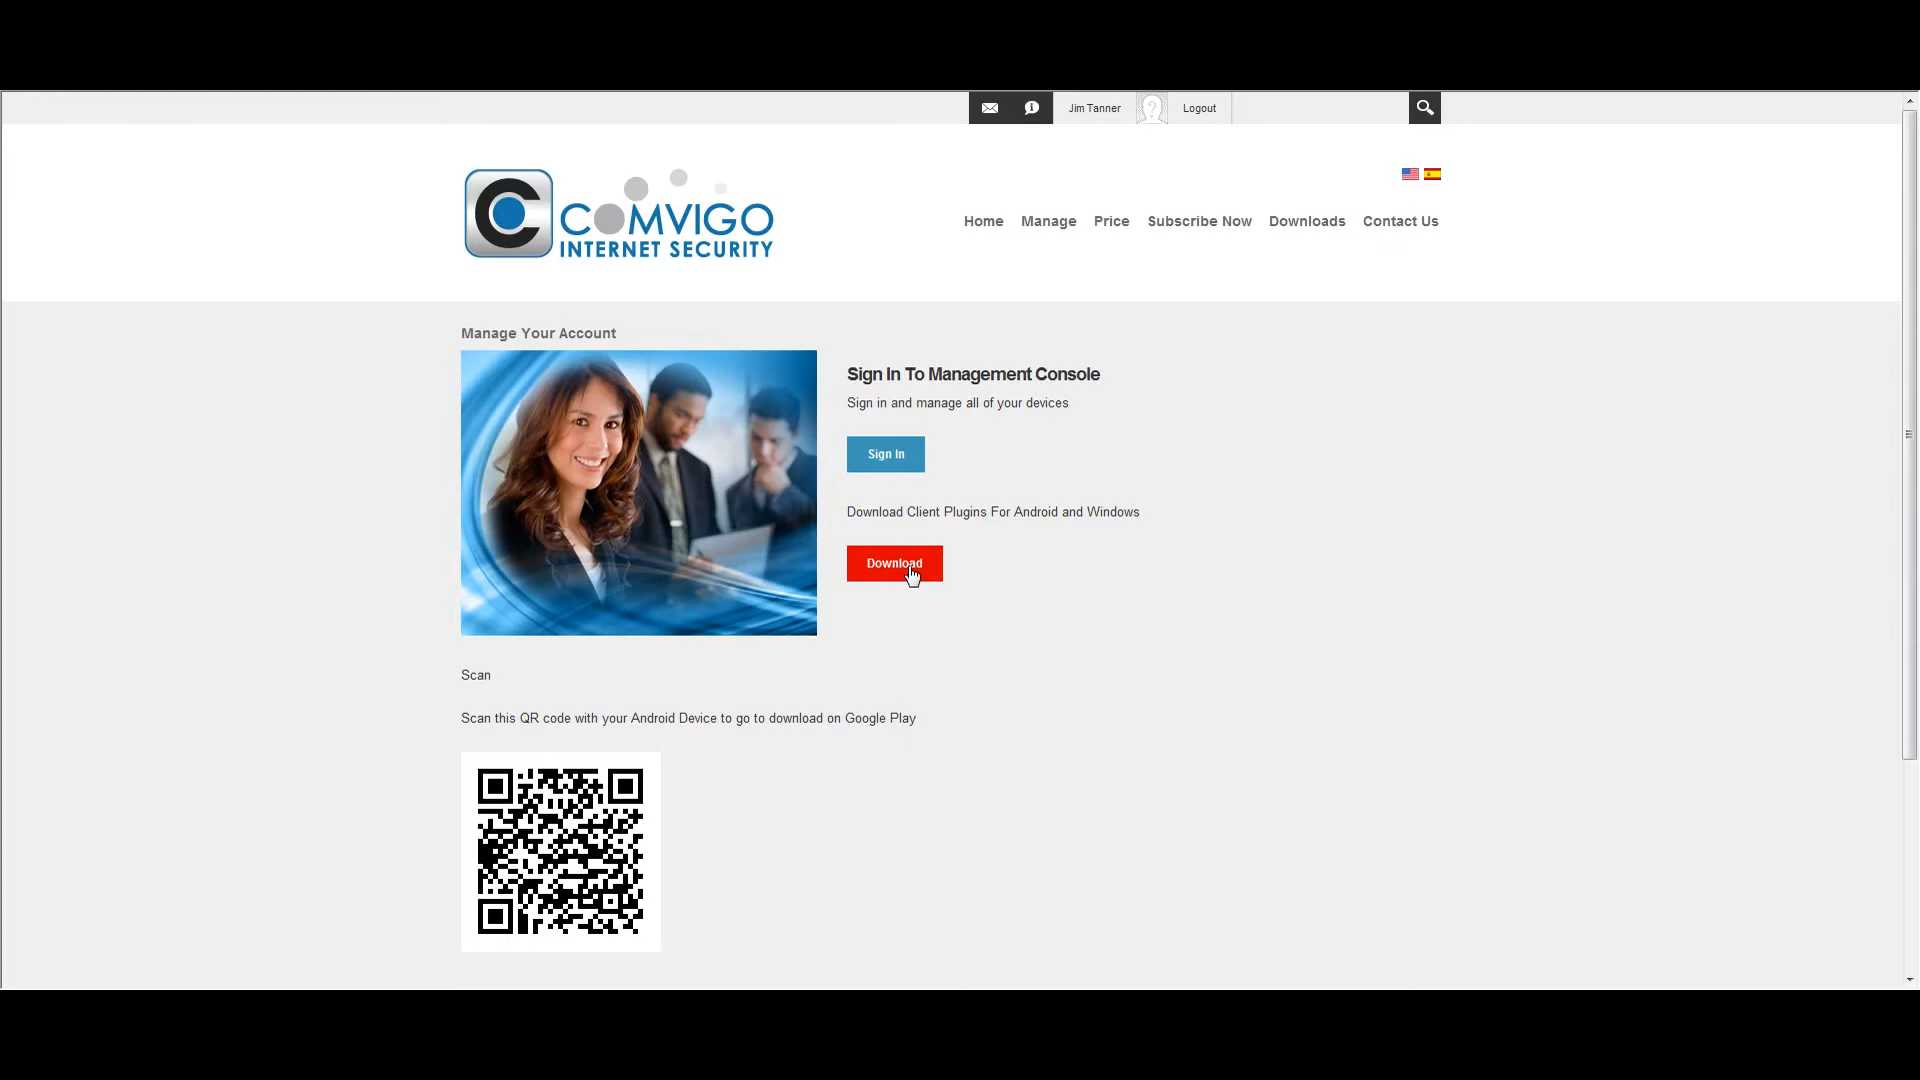 Jim Tanner
Logout
COMVIGO
INTERNET SECURITY
Home Manage Price Subscribe Now Downloads Contact Us
Manage Your Account
Sign In To Management Console
Sign in and manage all of your devices
Sign In
Download Client Plugins For Android and Windows
Download
Scan
Scan this QR code with your Android Device to go to download on Google Play